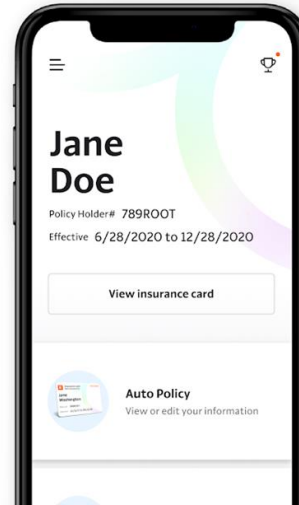 Jane
Doe
Policy Holder# 789ROOT
Effective 6/28/2020 to 12/28/2020
View insurance card
Auto Policy
View or edit your information